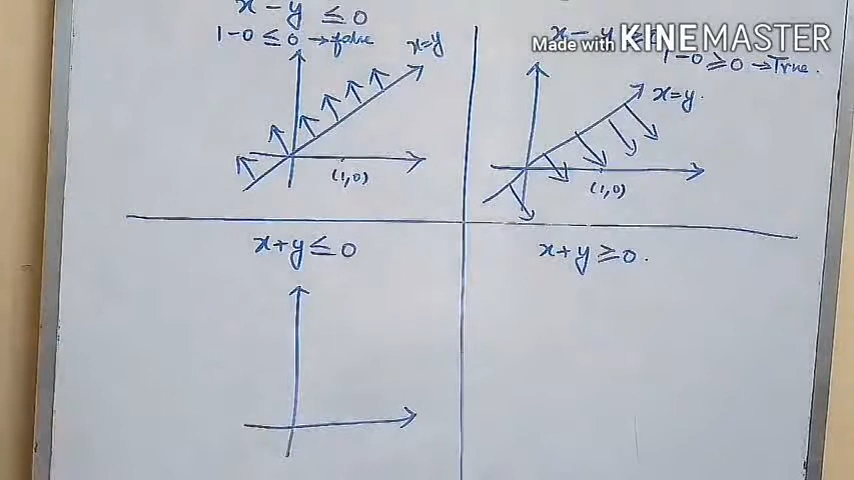 x - y ≤ 0
1 - 0 ≤ 0 → false
x=y
(1,0)
Made with KINEMASTER
1 - 0 ≥ 0 → True.
x=y.
(1,0)
x+y ≤ 0
x+y ≥ 0.